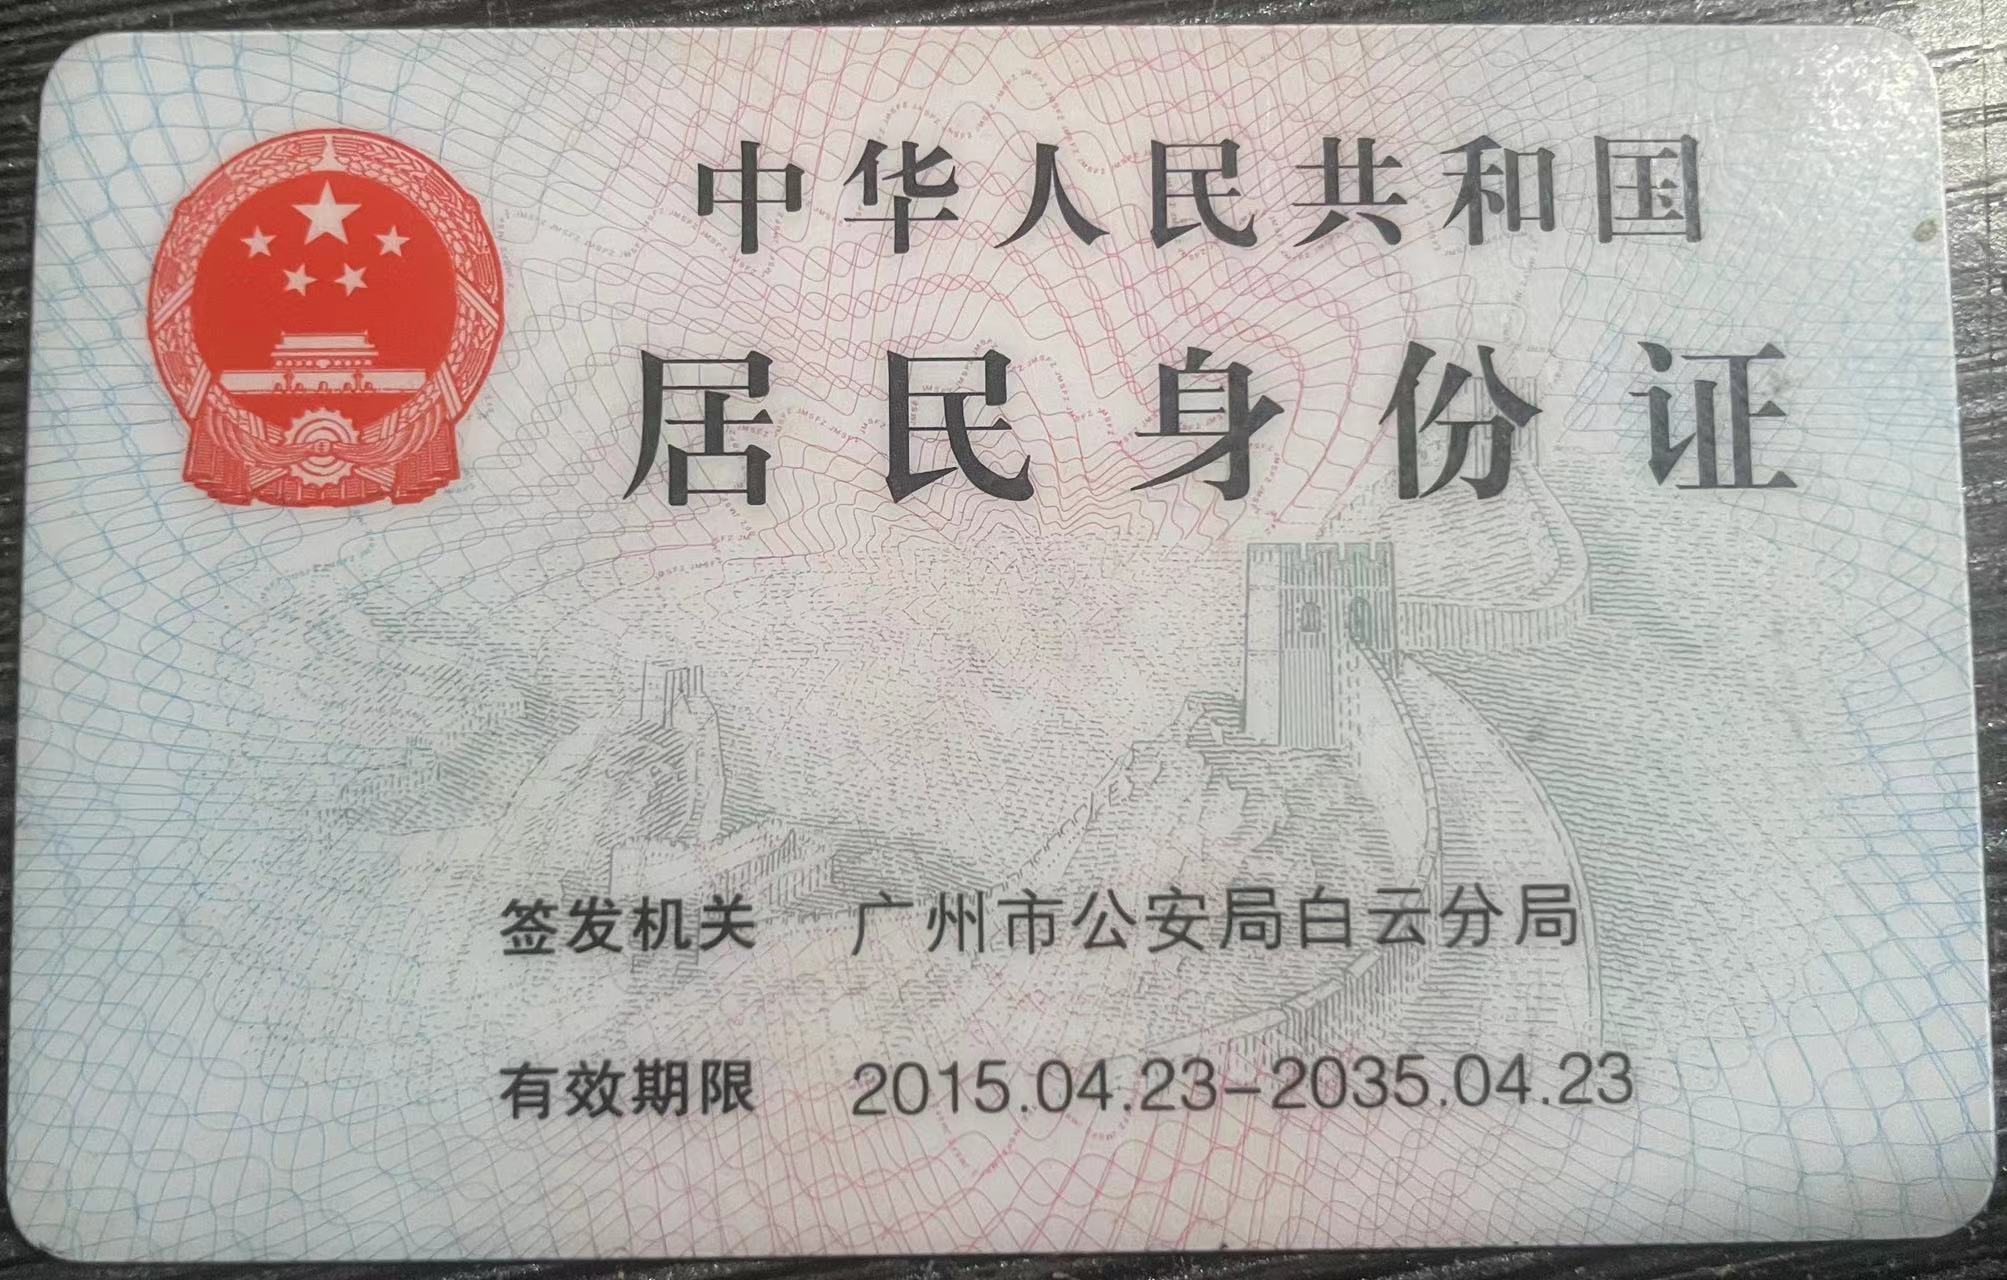 中华人民共和国
居民身份证
签发机关 广州市公安局白云分局
有效期限 2015.04.23-2035.04.23